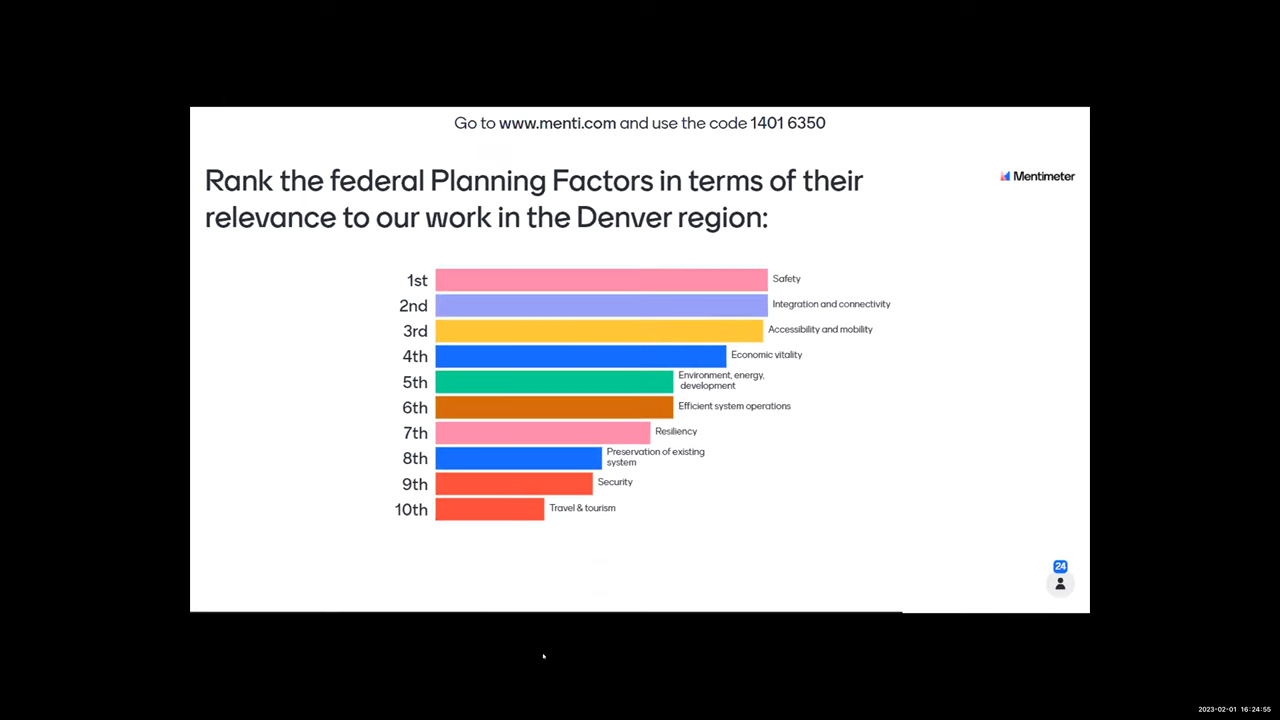 Go to www.menti.com and use the code 1401 6350
Rank the federal Planning Factors in terms of their
relevance to our work in the Denver region:
Mentimeter
1st Safety
2nd Integration and connectivity
3rd Accessibility and mobility
4th Economic vitality
5th Environment, energy,
development
6th Efficient system operations
7th Resiliency
8th Preservation of existing
system
9th Security
10th Travel & tourism
24
2023-02-01 16:24:55